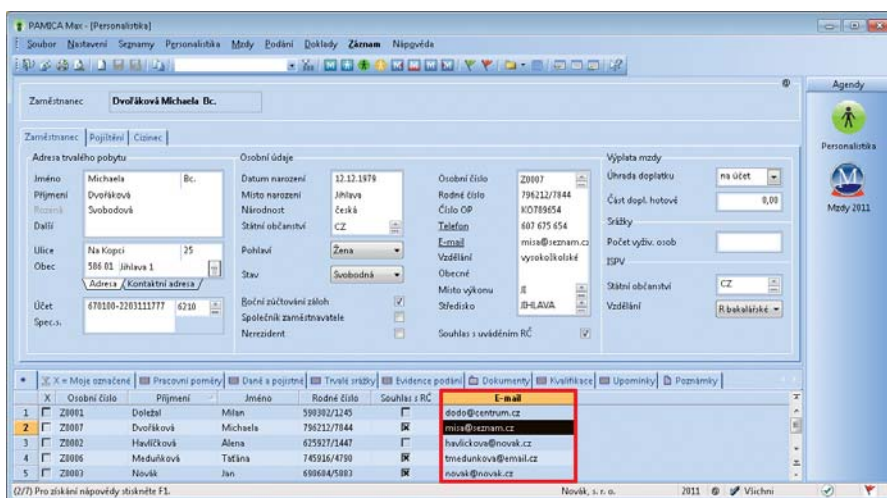 PAMICA Max - [Personalistika]
Soubor Nastavení Seznamy Personalistika Mzdy Podání Doklady Záznam Nápověda
Agendy
Zaměstnanec Dvořáková Michaela Bc.
Personalistika
Mzdy 2011
Zaměstnanec Pojištění Cizinec
Adresa trvalého pobytu
Jméno Michaela Bc.
Příjmení Dvořáková
Rozená Svobodová
Další
Ulice Na Kopci 25
Obec 586 01 Jihlava 1
Adresa Kontaktní adresa
Účet 670100-2203111777 6210
Spec.s.
Osobní údaje
Datum narození 12.12.1979
Místo narození Jihlava
Národnost česká
Státní občanství CZ
Pohlaví Žena
Stav Svobodná
Roční zúčtování záloh
Společník zaměstnavatele
Nerezident
Osobní číslo Z0007
Rodné číslo 796212/7844
Číslo OP KO789654
Telefon 607 675 654
E-mail misa@seznam.cz
Vzdělání vysokoškolské
Obecné
Místo výkonu JI
Středisko JIHLAVA
Souhlas s uváděním RČ
Výplata mzdy
Úhrada doplatku na účet
Část dopl. hotově 0,00
Srážky
Počet vyživ. osob
ISPV
Státní občanství CZ
Vzdělání R bakalářské
X = Moje označené Pracovní poměry Daně a pojistné Trvalé srážky Evidence podání Dokumenty Kvalifikace Upomínky Poznámky
X Osobní číslo Příjmení Jméno Rodné číslo Souhlas s RČ E-mail
1 Z0001 Doležal Milan 590302/1245 dodo@centrum.cz
2 Z0007 Dvořáková Michaela 796212/7844 misa@seznam.cz
3 Z0002 Havlíčková Alena 625927/1447 havlickova@novak.cz
4 Z0006 Meduňková Taťána 745916/4790 tmedunkova@email.cz
5 Z0003 Novák Jan 690604/5003 novak@novak.cz
(2/7) Pro získání nápovědy stiskněte F1. Novák, s. r. o. 2011 Všichni